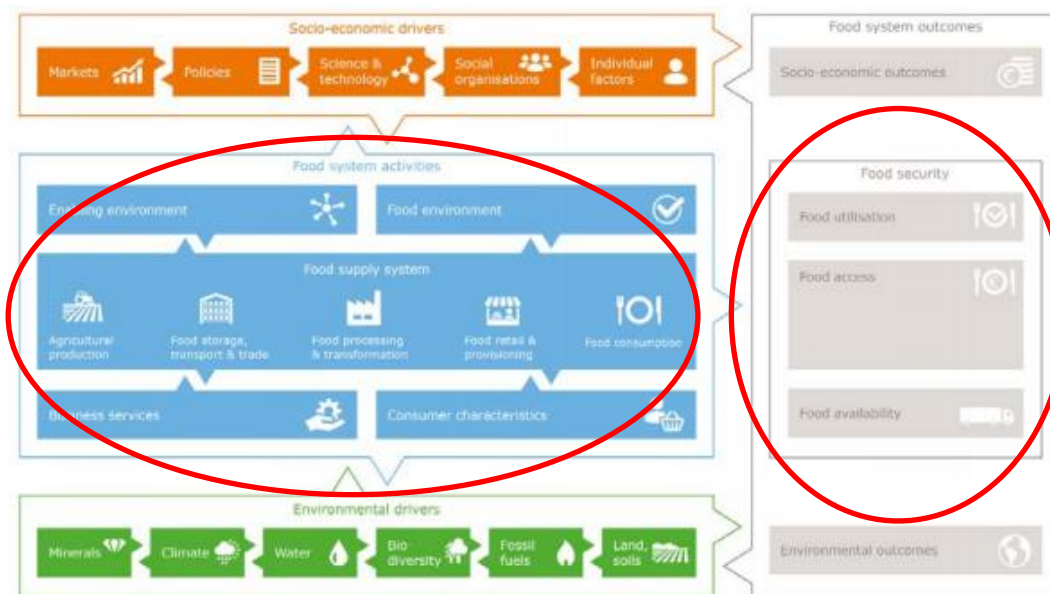 Socio-economic drivers
Markets
Policies
Science &
technology
Social
organisations
Individual
factors
Food system activities
Enabling environment
Food environment
Food supply system
Agricultural
production
Food storage,
transport & trade
Food processing
& transformation
Food retail &
provisioning
Food consumption
Business services
Consumer characteristics
Environmental drivers
Minerals
Climate
Water
Bio
diversity
Fossil
fuels
Land,
soils
Food system outcomes
Socio-economic outcomes
Food security
Food utilisation
Food access
Food availability
Environmental outcomes